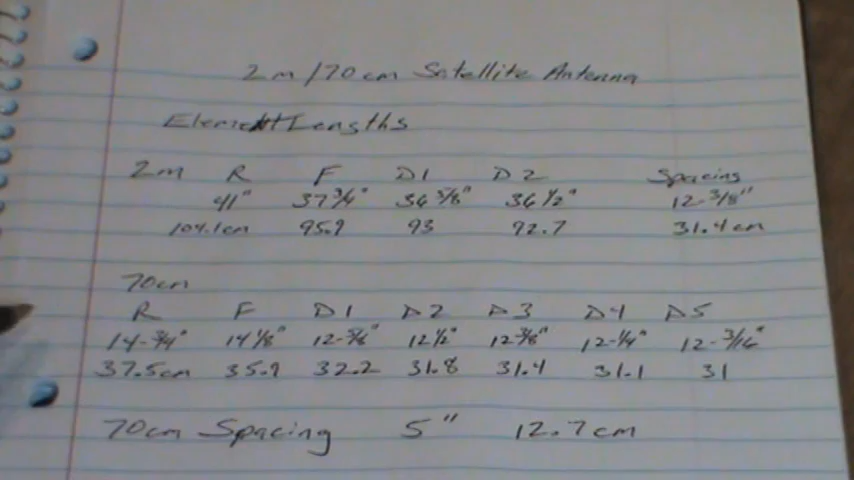 2m/70cm Satellite Antenna
Element Lengths
2m R F D1 D2 Spacing
41" 37 3/4" 36 5/8" 36 1/2" 12-3/8"
104.1cm 95.9 93 92.7 31.4cm
70cm
R F D1 D2 D3 D4 D5
14-3/4" 14 1/8" 12 1/2" 12 3/8" 12-1/4" 12-3/16"
37.5cm 35.9 32.2 31.8 31.4 31.1 31
70cm Spacing 5" 12.7cm